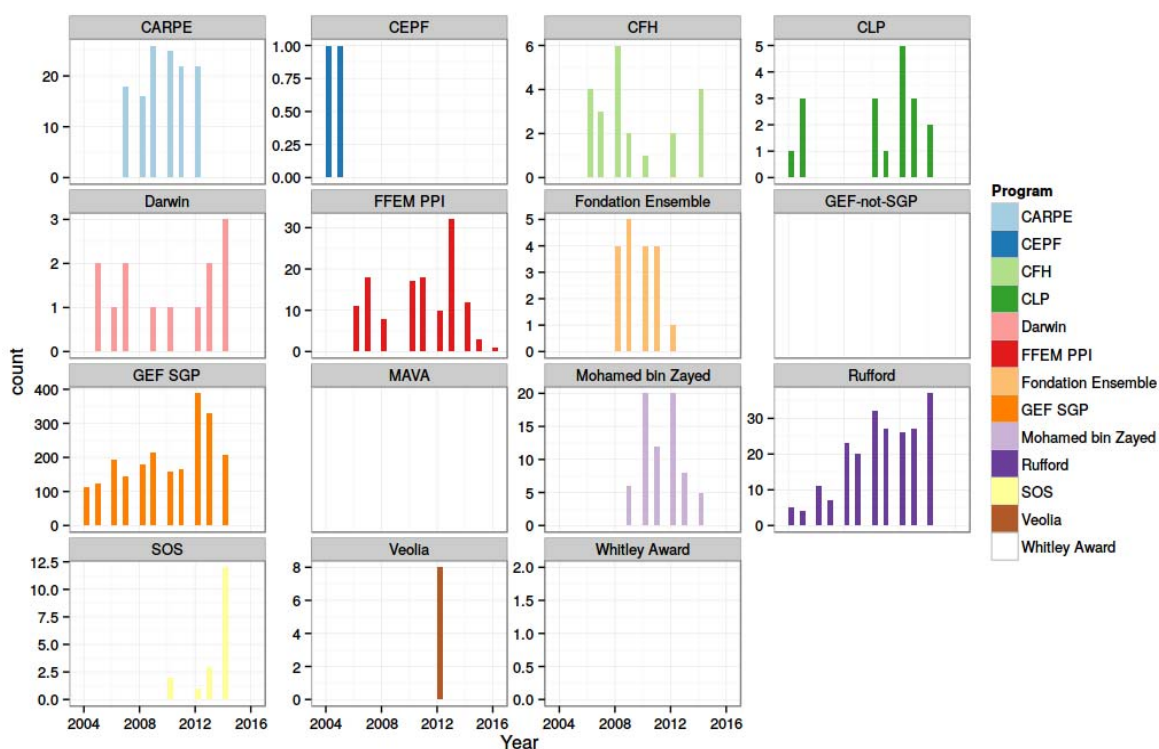 CARPE CEPF CFH CLP
20
10
0
1.00
0.75
0.50
0.25
0.00
6
4
2
0
5
4
3
2
1
0
Darwin FFEM PPI Fondation Ensemble GEF-not-SGP
3
2
1
0
30
20
10
0
5
4
3
2
1
0
GEF SGP MAVA Mohamed bin Zayed Rufford
400
300
200
100
0
20
15
10
5
0
30
20
10
0
SOS Veolia Whitley Award
12.5
10.0
7.5
5.0
2.5
0.0
8
6
4
2
0
2.0
1.5
1.0
0.5
0.0
2004 2008 2012 2016 2004 2008 2012 2016 2004 2008 2012 2016
Year
count
Program
CARPE
CEPF
CFH
CLP
Darwin
FFEM PPI
Fondation Ensemble
GEF SGP
Mohamed bin Zayed
Rufford
SOS
Veolia
Whitley Award